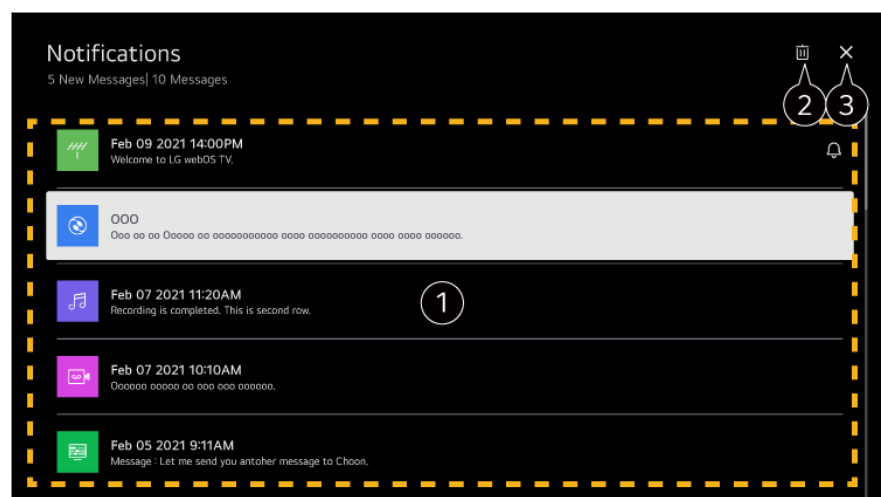 Notifications
5 New Messages| 10 Messages
2 3
Feb 09 2021 14:00PM
Welcome to LG webOS TV.
OOO
Ooo oo oo Ooooo oo ooooooooooo oooo oooooooooo oooo oooo oooooo.
Feb 07 2021 11:20AM
Recording is completed. This is second row.
1
Feb 07 2021 10:10AM
Oooooo ooooo oo ooo ooo oooooo.
Feb 05 2021 9:11AM
Message : Let me send you antoher message to Choon.